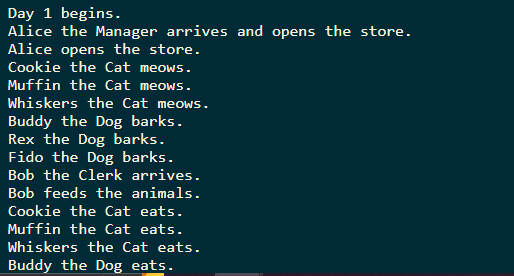 Day 1 begins.
Alice the Manager arrives and opens the store.
Alice opens the store.
Cookie the Cat meows.
Muffin the Cat meows.
Whiskers the Cat meows.
Buddy the Dog barks.
Rex the Dog barks.
Fido the Dog barks.
Bob the Clerk arrives.
Bob feeds the animals.
Cookie the Cat eats.
Muffin the Cat eats.
Whiskers the Cat eats.
Buddy the Dog eats.